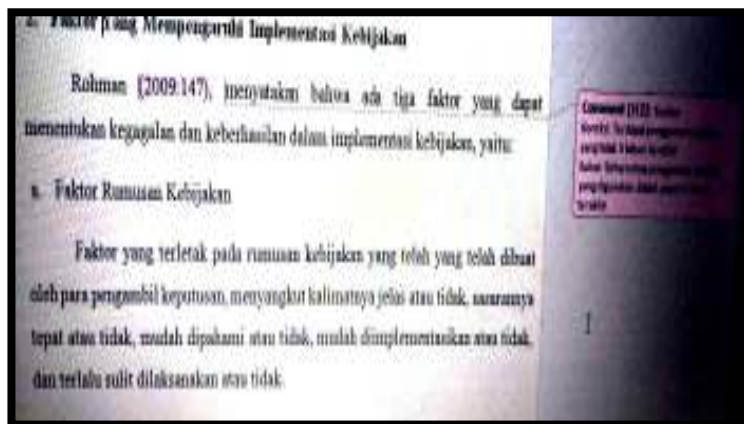 2. Faktor yang Mempengaruhi Implementasi Kebijakan
Rohman (2009:147), menyatakan bahwa ada tiga faktor yang dapat
menentukan kegagalan dan keberhasilan dalam implementasi kebijakan, yaitu:
a. Faktor Rumusan Kebijakan
Faktor yang terletak pada rumusan kebijakan yang telah yang telah dibuat
oleh para pengambil keputusan, menyangkut kalimatnya jelas atau tidak, sasarannya
tepat atau tidak, mudah dipahami atau tidak, mudah diimplementasikan atau tidak,
dan terlalu sulit dilaksanakan atau tidak.
Comment